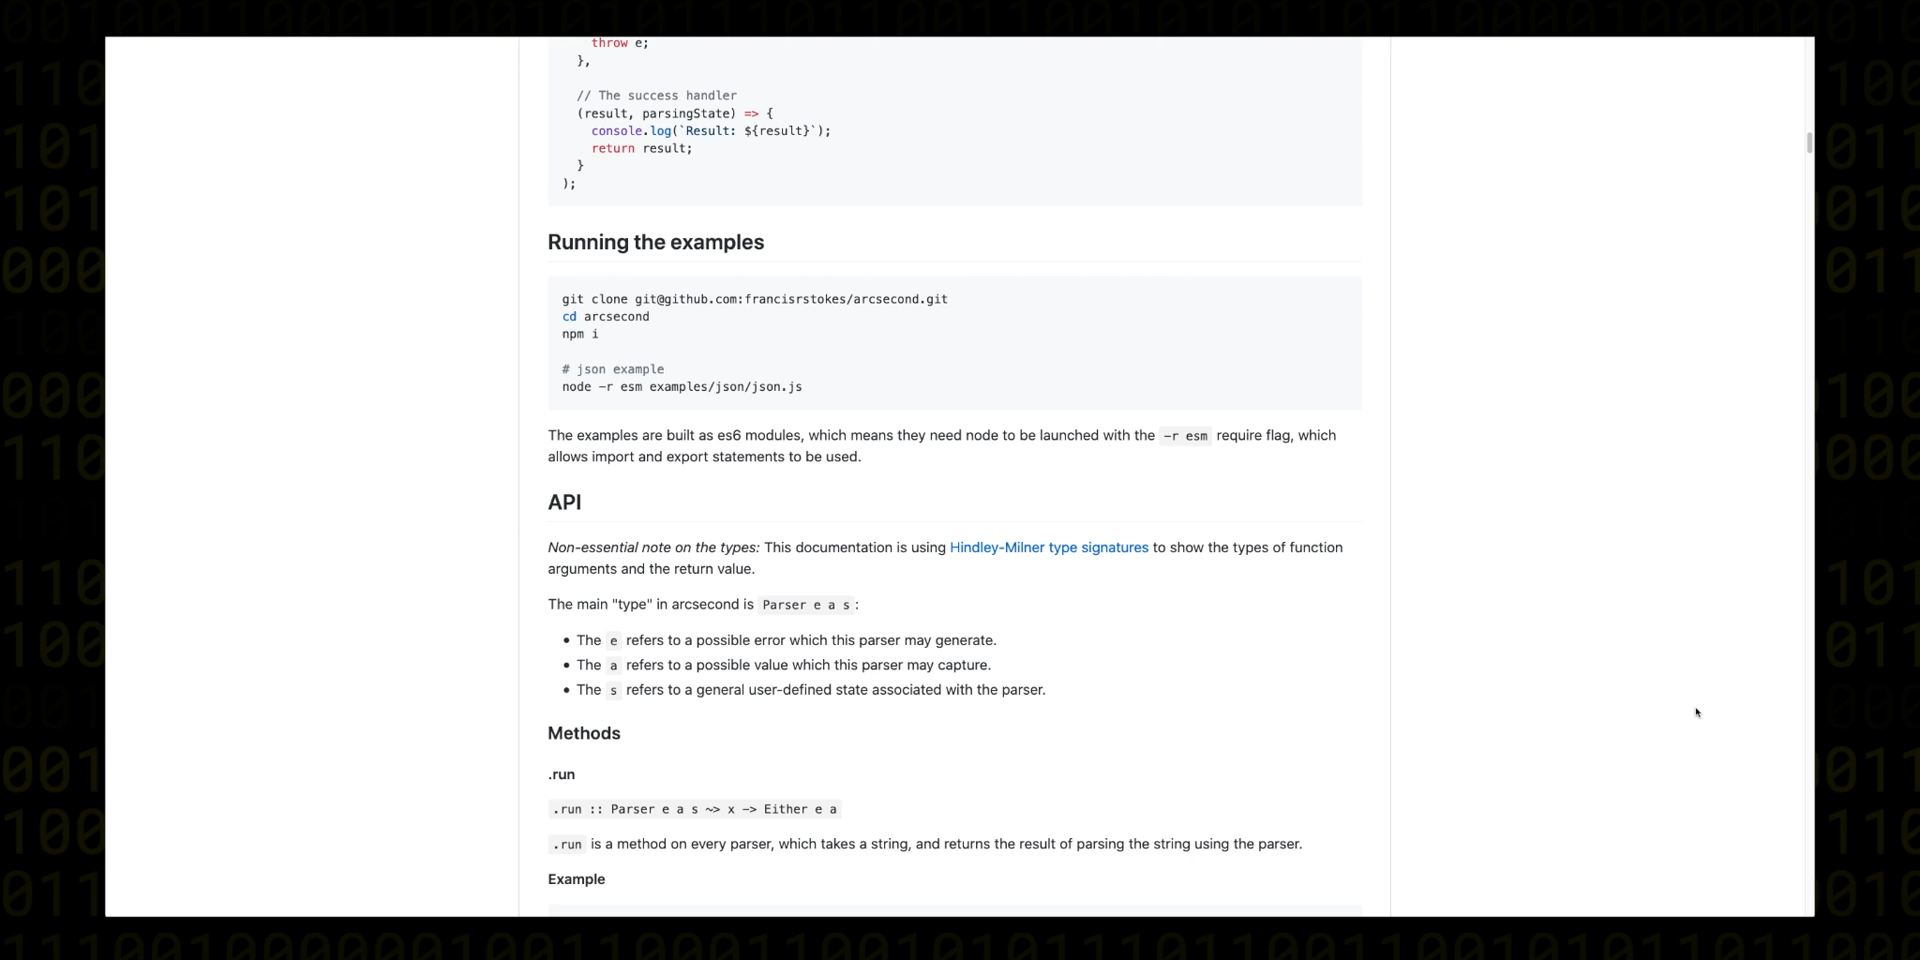 throw e;
},
// The success handler
(result, parsingState) => {
console.log(`Result: ${result}`);
return result;
}
);
Running the examples
git clone git@github.com:francisrstokes/arcsecond.git
cd arcsecond
npm i
# json example
node -r esm examples/json/json.js
The examples are built as es6 modules, which means they need node to be launched with the -r esm require flag, which
allows import and export statements to be used.
API
Non-essential note on the types: This documentation is using Hindley-Milner type signatures to show the types of function
arguments and the return value.
The main "type" in arcsecond is Parser e a s :
• The e refers to a possible error which this parser may generate.
• The a refers to a possible value which this parser may capture.
• The s refers to a general user-defined state associated with the parser.
Methods
.run
.run :: Parser e a s ~> x -> Either e a
.run is a method on every parser, which takes a string, and returns the result of parsing the string using the parser.
Example